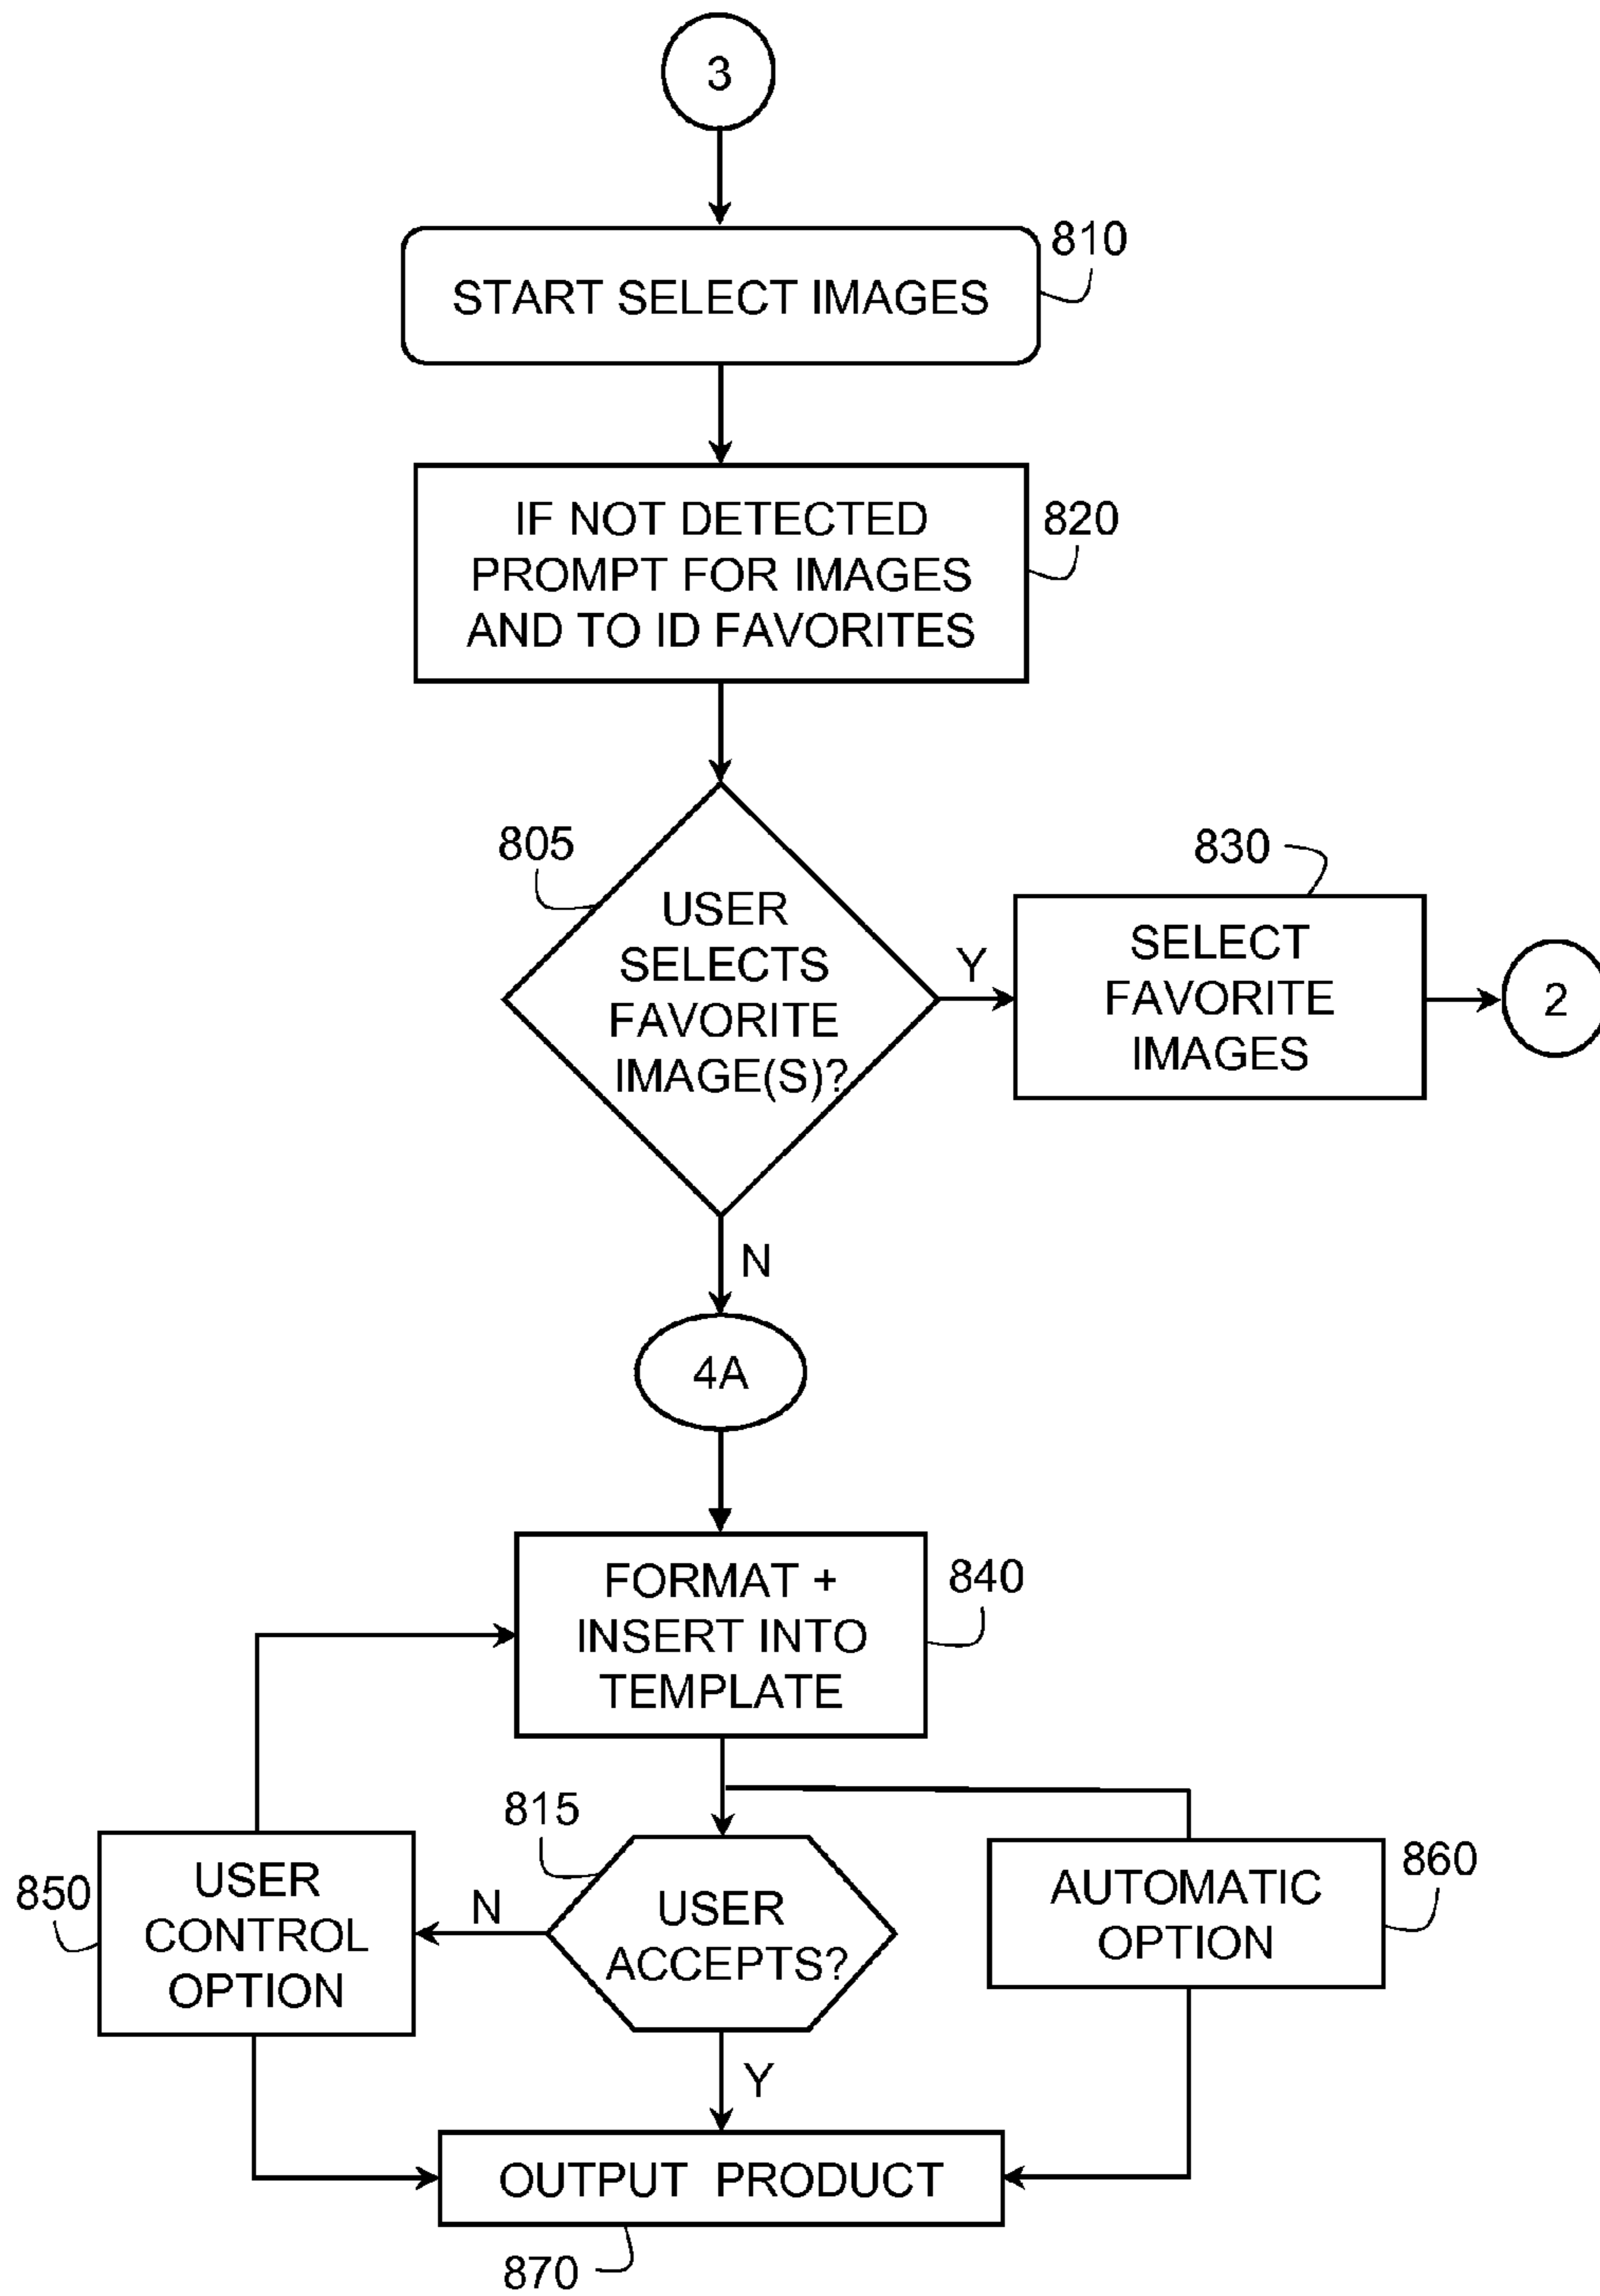 3
810
START SELECT IMAGES
820
IF NOT DETECTED
PROMPT FOR IMAGES
AND TO ID FAVORITES
805
USER
SELECTS
FAVORITE
IMAGE(S)?
Y
830
SELECT
FAVORITE
IMAGES
2
N
4A
840
FORMAT +
INSERT INTO
TEMPLATE
815
USER
ACCEPTS?
N
850
USER
CONTROL
OPTION
860
AUTOMATIC
OPTION
Y
OUTPUT PRODUCT
870